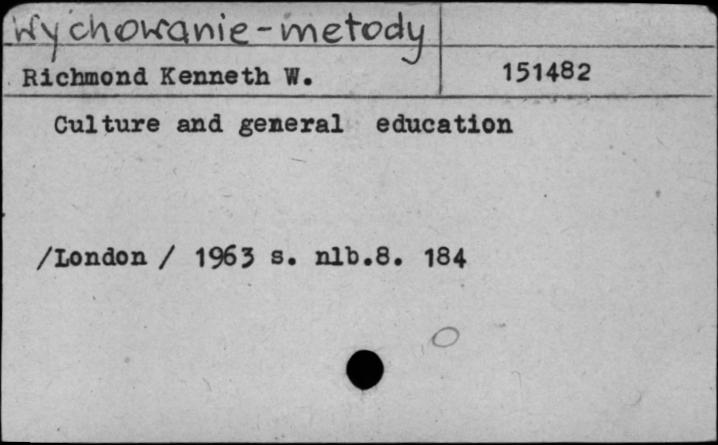 Wychowanie - metody
Richmond Kenneth W. 151482
Culture and general education
/London / 1963 s. nlb.8. 184